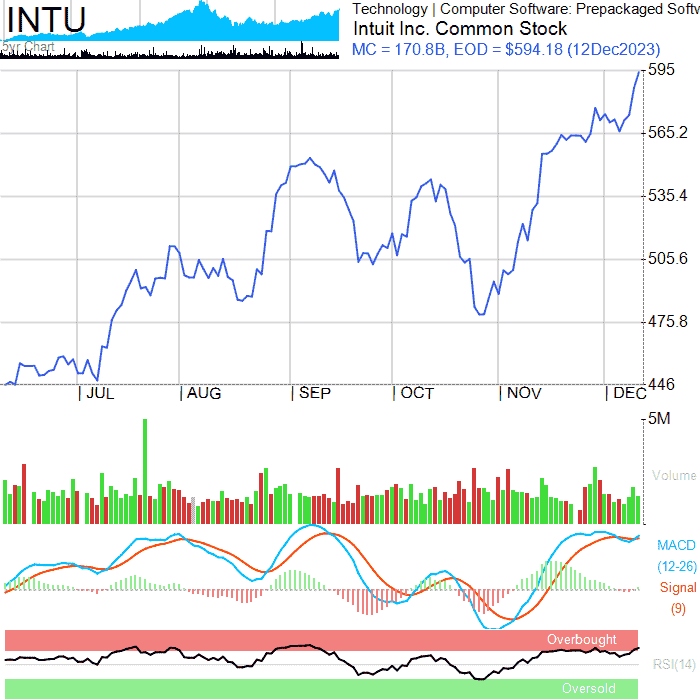 INTU
5yr Chart
Technology | Computer Software: Prepackaged Softw
Intuit Inc. Common Stock
MC = 170.8B, EOD = $594.18 (12Dec2023)
595
565.2
535.4
505.6
475.8
446
JUL
AUG
SEP
OCT
NOV
DEC
5M
Volume
MACD
(12-26)
Signal
(9)
Overbought
RSI(14)
Oversold